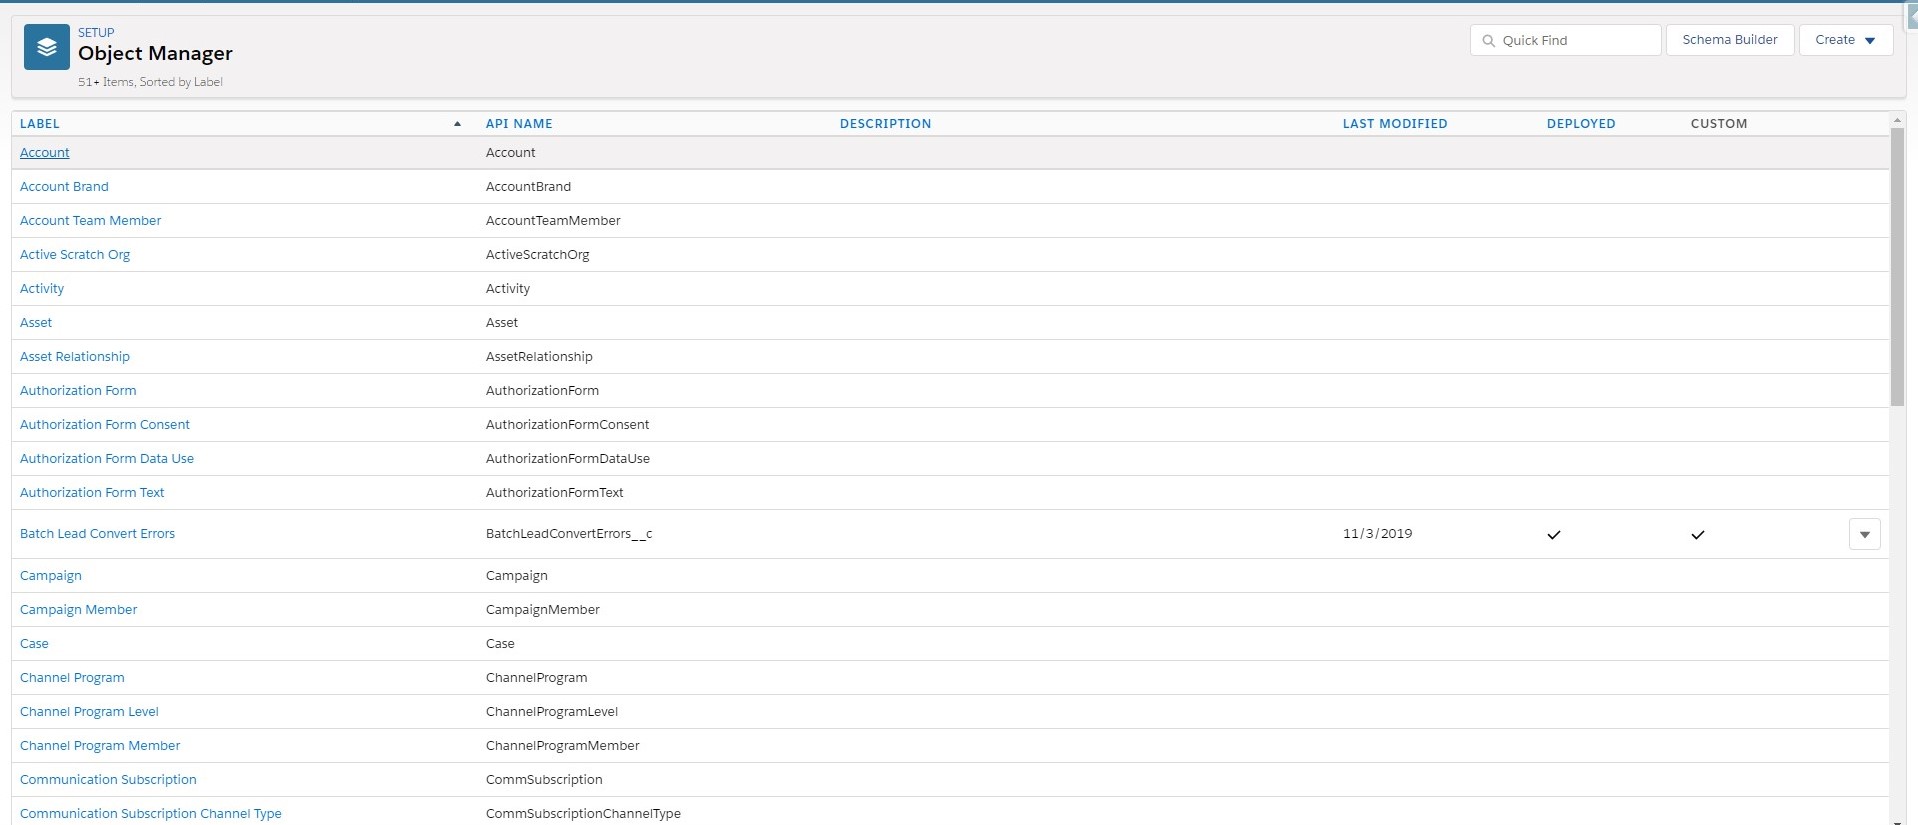 SETUP
Object Manager
51+ Items, Sorted by Label
Quick Find
Schema Builder
Create
LABEL API NAME DESCRIPTION LAST MODIFIED DEPLOYED CUSTOM
Account Account
Account Brand AccountBrand
Account Team Member AccountTeamMember
Active Scratch Org ActiveScratchOrg
Activity Activity
Asset Asset
Asset Relationship AssetRelationship
Authorization Form AuthorizationForm
Authorization Form Consent AuthorizationFormConsent
Authorization Form Data Use AuthorizationFormDataUse
Authorization Form Text AuthorizationFormText
Batch Lead Convert Errors BatchLeadConvertErrors__c 11/3/2019
Campaign Campaign
Campaign Member CampaignMember
Case Case
Channel Program ChannelProgram
Channel Program Level ChannelProgramLevel
Channel Program Member ChannelProgramMember
Communication Subscription CommSubscription
Communication Subscription Channel Type CommSubscriptionChannelType